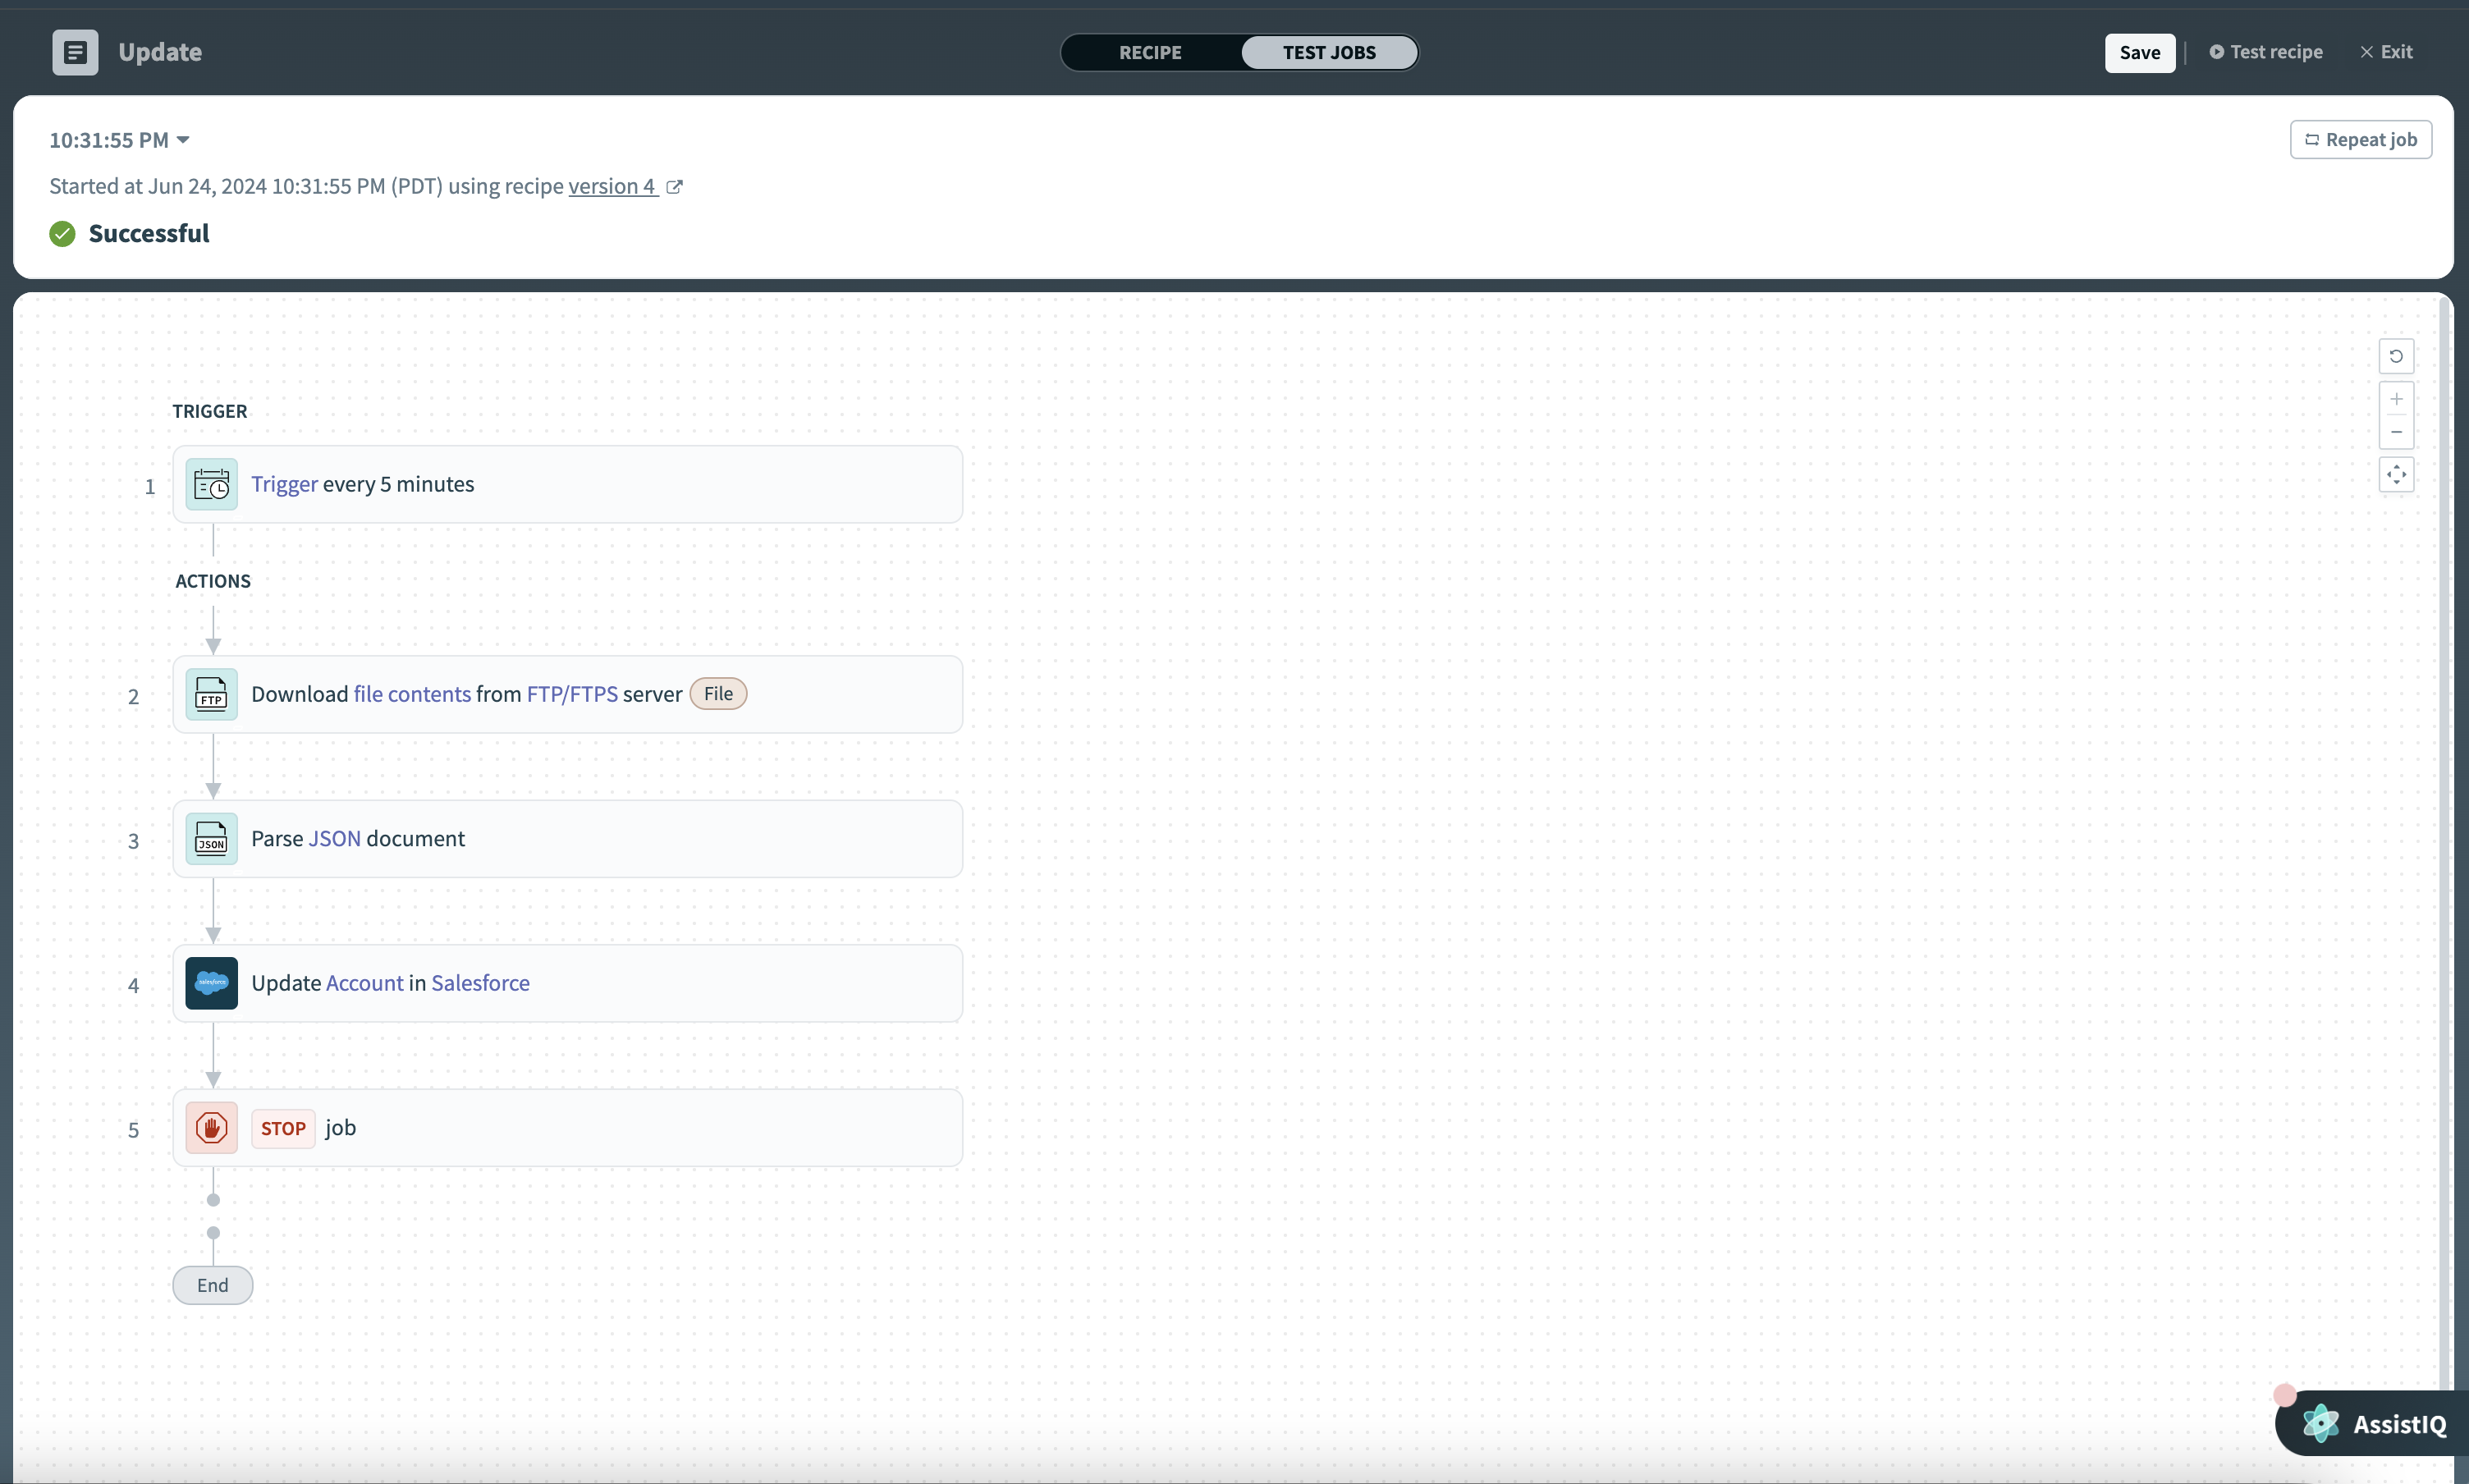 Update
RECIPE
TEST JOBS
Save
Test recipe
Exit
10:31:55 PM
Repeat job
Started at Jun 24, 2024 10:31:55 PM (PDT) using recipe version 4
Successful
TRIGGER
1
Trigger every 5 minutes
ACTIONS
2
FTP
Download file contents from FTP/FTPS server File
3
JSON
Parse JSON document
4
salesforce
Update Account in Salesforce
5
STOP job
End
AssistIQ